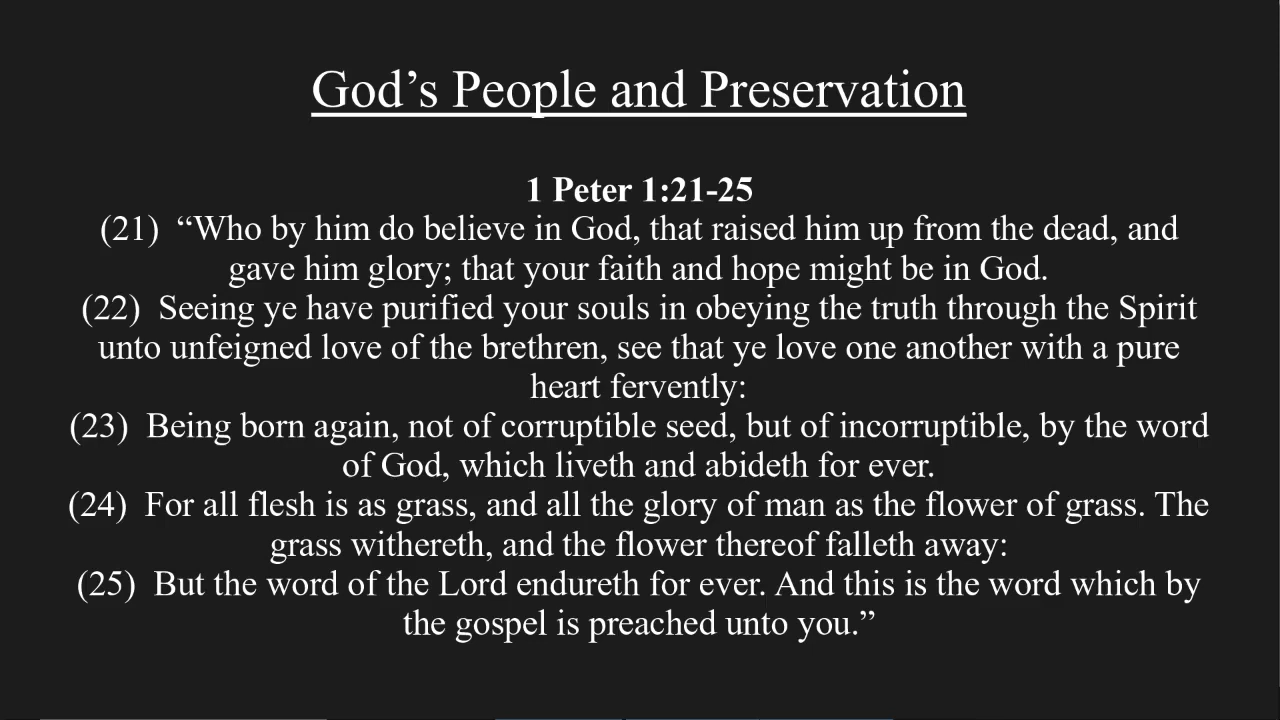 God’s People and Preservation
1 Peter 1:21-25
(21)  “Who by him do believe in God, that raised him up from the dead, and
gave him glory; that your faith and hope might be in God.
(22)  Seeing ye have purified your souls in obeying the truth through the Spirit
unto unfeigned love of the brethren, see that ye love one another with a pure
heart fervently:
(23)  Being born again, not of corruptible seed, but of incorruptible, by the word
of God, which liveth and abideth for ever.
(24)  For all flesh is as grass, and all the glory of man as the flower of grass. The
grass withereth, and the flower thereof falleth away:
(25)  But the word of the Lord endureth for ever. And this is the word which by
the gospel is preached unto you.”